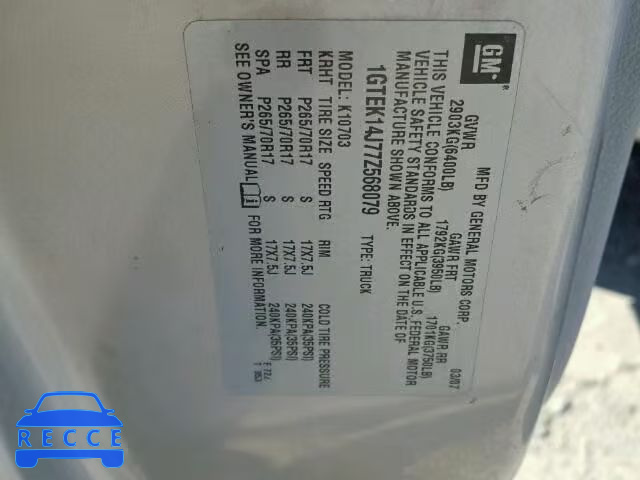 GM
MFD BY GENERAL MOTORS CORP. 03/07
GVWR GAWR FRT GAWR RR
2903KG(6400LB) 1792KG(3950LB) 1701KG(3750LB)
THIS VEHICLE CONFORMS TO ALL APPLICABLE U.S. FEDERAL MOTOR
VEHICLE SAFETY STANDARDS IN EFFECT ON THE DATE OF
MANUFACTURE SHOWN ABOVE.
1GTEK14J77Z568079 TYPE: TRUCK
MODEL: K10703
KRHT TIRE SIZE SPEED RTG RIM COLD TIRE PRESSURE
FRT P265/70R17 S 17X7.5J 240KPA(35PSI)
RR P265/70R17 S 17X7.5J 240KPA(35PSI)
SPA P265/70R17 S 17X7.5J 240KPA(35PSI)
SEE OWNER'S MANUAL FOR MORE INFORMATION.
RECCE